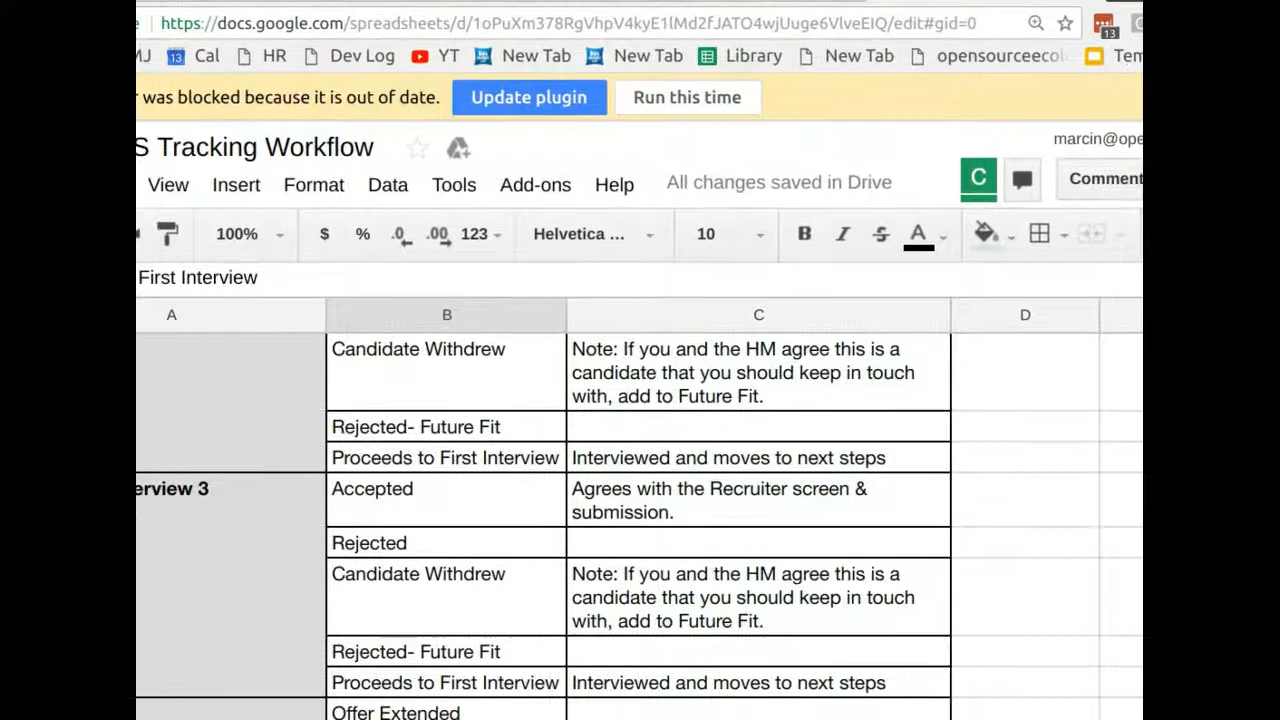 https://docs.google.com/spreadsheets/d/1oPuXm378RgVhpV4kyE1lMd2fJATO4wjUuge6VlveEIQ/edit#gid=0
13
MJ 13 Cal HR Dev Log YT New Tab New Tab Library New Tab opensourceeco Tem
was blocked because it is out of date. Update plugin Run this time
S Tracking Workflow
marcin@ope
View Insert Format Data Tools Add-ons Help All changes saved in Drive C Comment
100% $ % .0 .00 123 Helvetica ... 10 B I S A
First Interview
A B C D
Candidate Withdrew Note: If you and the HM agree this is a
candidate that you should keep in touch
with, add to Future Fit.
Rejected- Future Fit
Proceeds to First Interview Interviewed and moves to next steps
erview 3 Accepted Agrees with the Recruiter screen &
submission.
Rejected
Candidate Withdrew Note: If you and the HM agree this is a
candidate that you should keep in touch
with, add to Future Fit.
Rejected- Future Fit
Proceeds to First Interview Interviewed and moves to next steps
Offer Extended